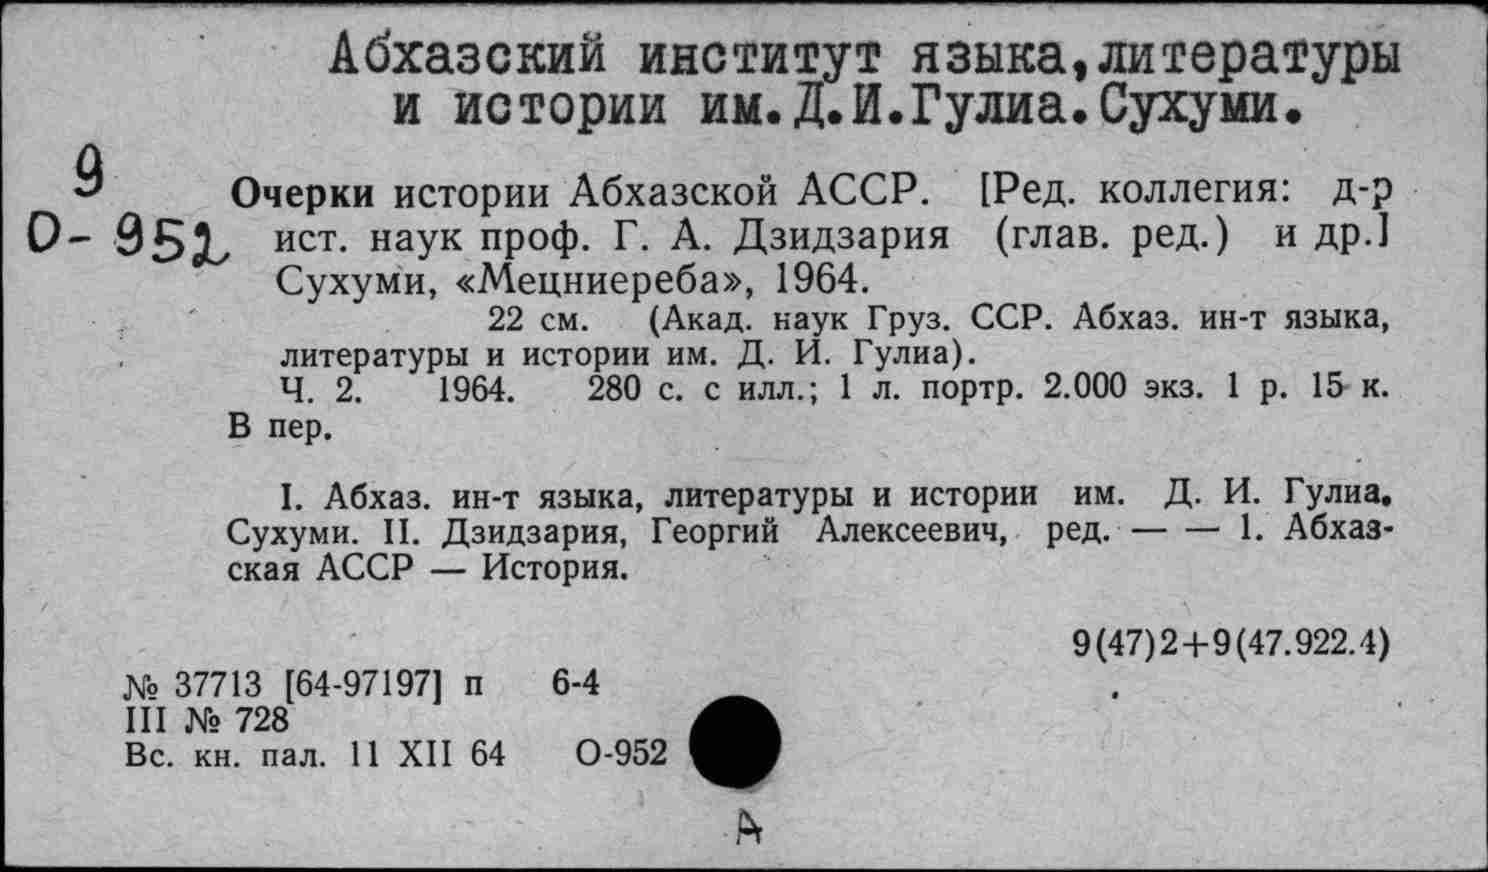 Абхазский институт языка,литературы
и истории им.Д.И.Гулиа.Сухуми.
9
О-952
Очерки истории Абхазской АССР. [Ред. коллегия: д-р
ист. наук проф. Г. А. Дзидзария (глав. ред.) и др.]
Сухуми, «Мецниереба», 1964.
22 см. (Акад. наук Груз. ССР. Абхаз. ин-т языка,
литературы и истории им. Д. И. Гулиа).
Ч. 2. 1964. 280 с. с илл.; 1 л. портр. 2.000 экз. 1 р. 15 к.
В пер.
I. Абхаз. ин-т языка, литературы и истории им. Д. И. Гулиа.
Сухуми. II. Дзидзария, Георгий Алексеевич, ред. — — 1. Абхаз-
ская АССР — История.
9(47)2+9(47.922.4)
№ 37713 [64-97197] п 6-4
III № 728
Вс. кн. пал. 11 XII 64 О-952
А